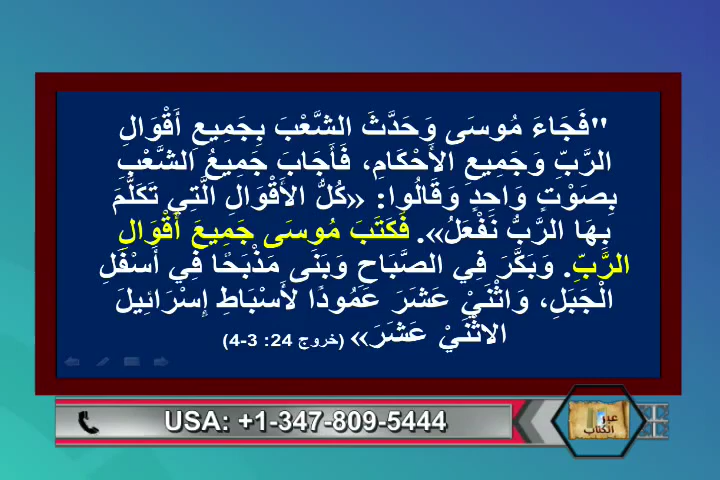 "فَجَاءَ مُوسَى وَحَدَّثَ الشَّعْبَ بِجَمِيعِ أَقْوَالِ
الرَّبِّ وَجَمِيعِ الأَحْكَامِ، فَأَجَابَ جَمِيعُ الشَّعْبِ
بِصَوْتٍ وَاحِدٍ وَقَالُوا: «كُلُّ الأَقْوَالِ الَّتِي تَكَلَّمَ
بِهَا الرَّبُّ نَفْعَلُ». فَكَتَبَ مُوسَى جَمِيعَ أَقْوَالِ
الرَّبِّ. وَبَكَّرَ فِي الصَّبَاحِ وَبَنَى مَذْبَحًا فِي أَسْفَلِ
الْجَبَلِ، وَاثْنَيْ عَشَرَ عَمُودًا لأَسْبَاطِ إِسْرَائِيلَ
الاثْنَيْ عَشَرَ» (خروج 24: 3-4)
USA: +1-347-809-5444
عبر
الكتاب